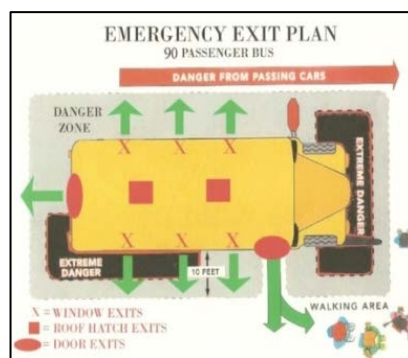 EMERGENCY EXIT PLAN
90 PASSENGER BUS
DANGER FROM PASSING CARS
DANGER
ZONE
X X X
EXTREME DANGER
X X X
EXTREME
DANGER
10 FEET
WALKING AREA
X = WINDOW EXITS
= ROOF HATCH EXITS
= DOOR EXITS